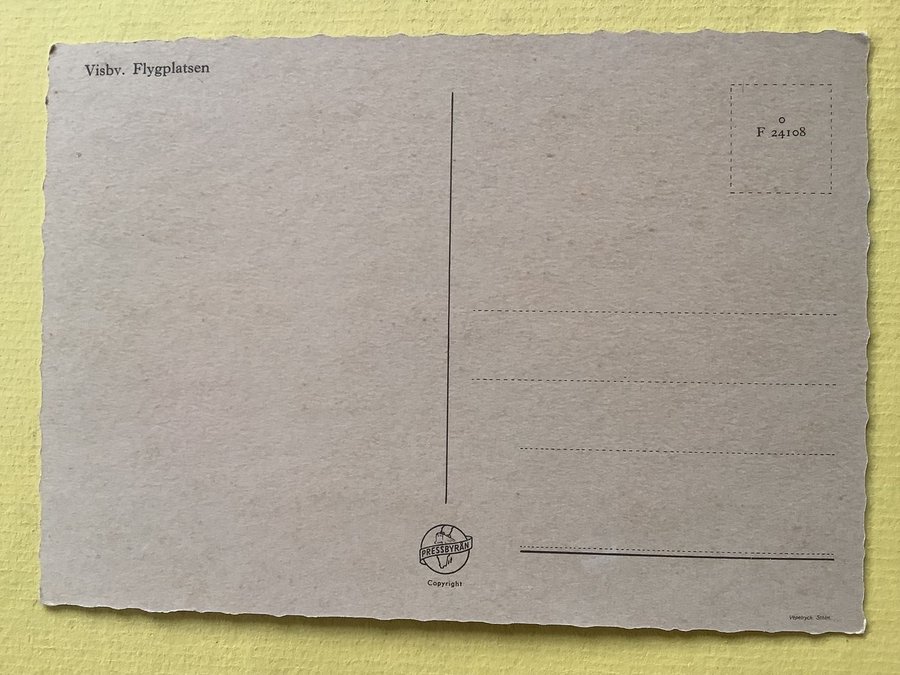 Visby. Flygplatsen
o
F 24108
PRESSBYRÅN
Copyright